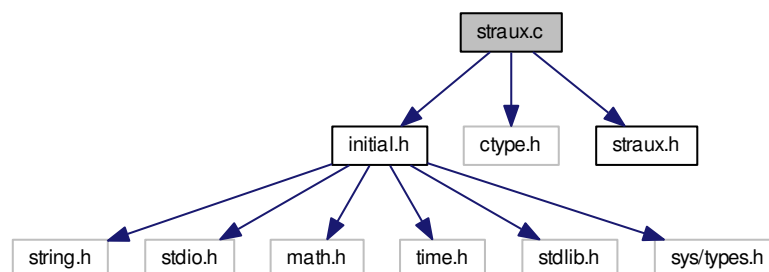 straux.c
initial.h
ctype.h
straux.h
string.h
stdio.h
math.h
time.h
stdlib.h
sys/types.h